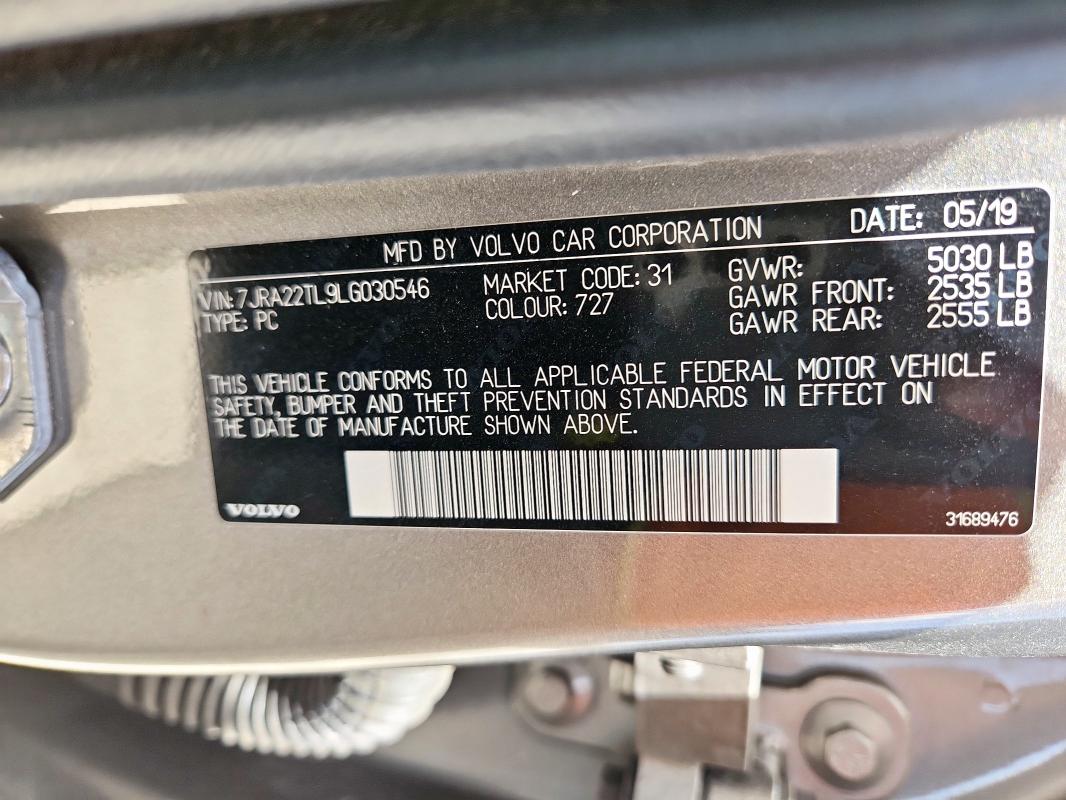 DATE: 05/19
MFD BY VOLVO CAR CORPORATION
VIN: 7JRA22TL9LG030546 MARKET CODE: 31 GVWR: 5030 LB
TYPE: PC COLOUR: 727 GAWR FRONT: 2535 LB
GAWR REAR: 2555 LB
THIS VEHICLE CONFORMS TO ALL APPLICABLE FEDERAL MOTOR VEHICLE
SAFETY, BUMPER AND THEFT PREVENTION STANDARDS IN EFFECT ON
THE DATE OF MANUFACTURE SHOWN ABOVE.
VOLVO
31689476